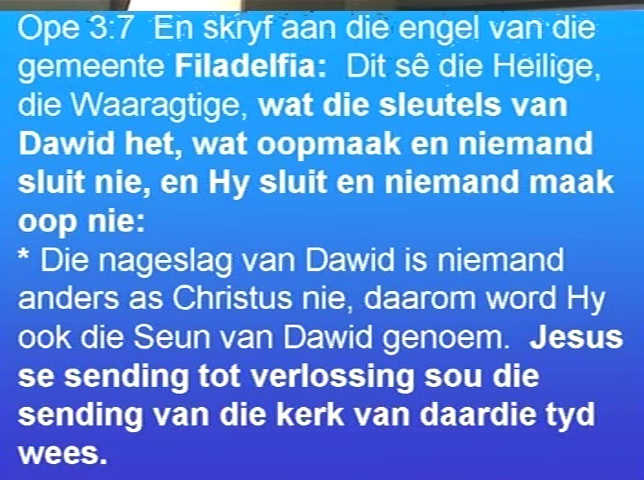 Ope 3:7 En skryf aan die engel van die
gemeente Filadelfia: Dit sê die Heilige,
die Waaragtige, wat die sleutels van
Dawid het, wat oopmaak en niemand
sluit nie, en Hy sluit en niemand maak
oop nie:
* Die nageslag van Dawid is niemand
anders as Christus nie, daarom word Hy
ook die Seun van Dawid genoem. Jesus
se sending tot verlossing sou die
sending van die kerk van daardie tyd
wees.